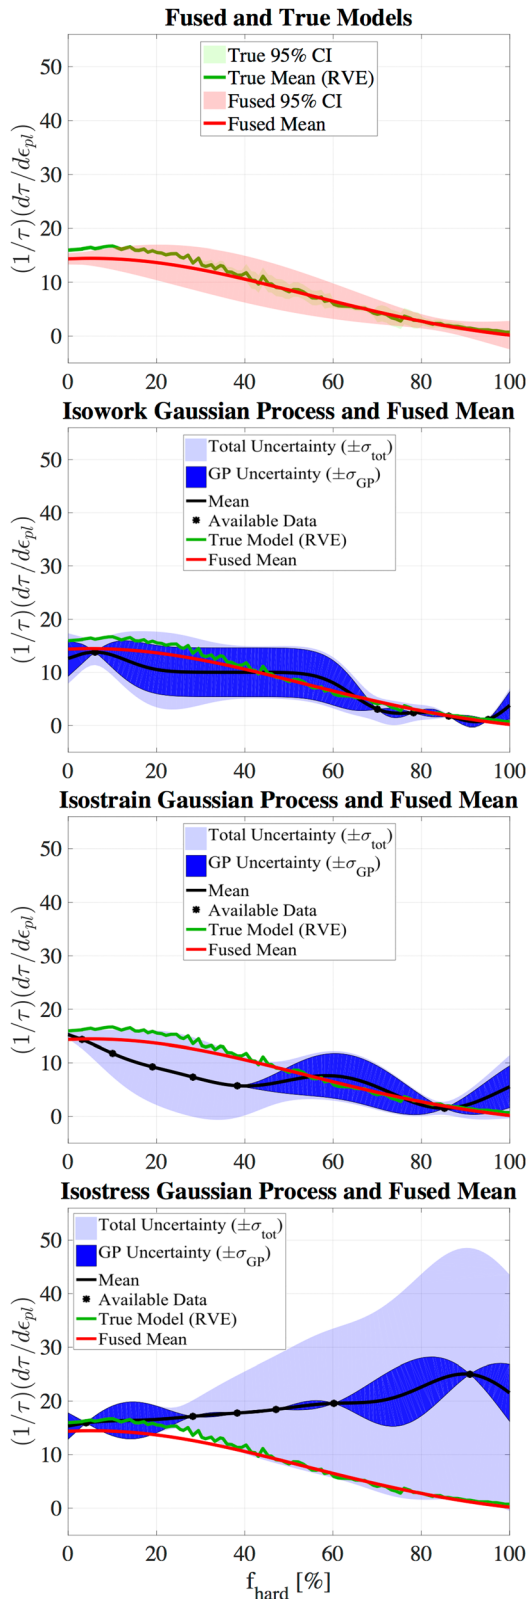 Fused and True Models
50
40
30
20
10
0
(1/τ)(dτ/dϵ_pl)
True 95% CI
True Mean (RVE)
Fused 95% CI
Fused Mean
0 20 40 60 80 100
Isowork Gaussian Process and Fused Mean
50
40
30
20
10
0
(1/τ)(dτ/dϵ_pl)
Total Uncertainty (±σ_tot)
GP Uncertainty (±σ_GP)
Mean
Available Data
True Model (RVE)
Fused Mean
0 20 40 60 80 100
Isostrain Gaussian Process and Fused Mean
50
40
30
20
10
0
(1/τ)(dτ/dϵ_pl)
Total Uncertainty (±σ_tot)
GP Uncertainty (±σ_GP)
Mean
Available Data
True Model (RVE)
Fused Mean
0 20 40 60 80 100
Isostress Gaussian Process and Fused Mean
50
40
30
20
10
0
(1/τ)(dτ/dϵ_pl)
Total Uncertainty (±σ_tot)
GP Uncertainty (±σ_GP)
Mean
Available Data
True Model (RVE)
Fused Mean
0 20 40 60 80 100
f_hard [%]